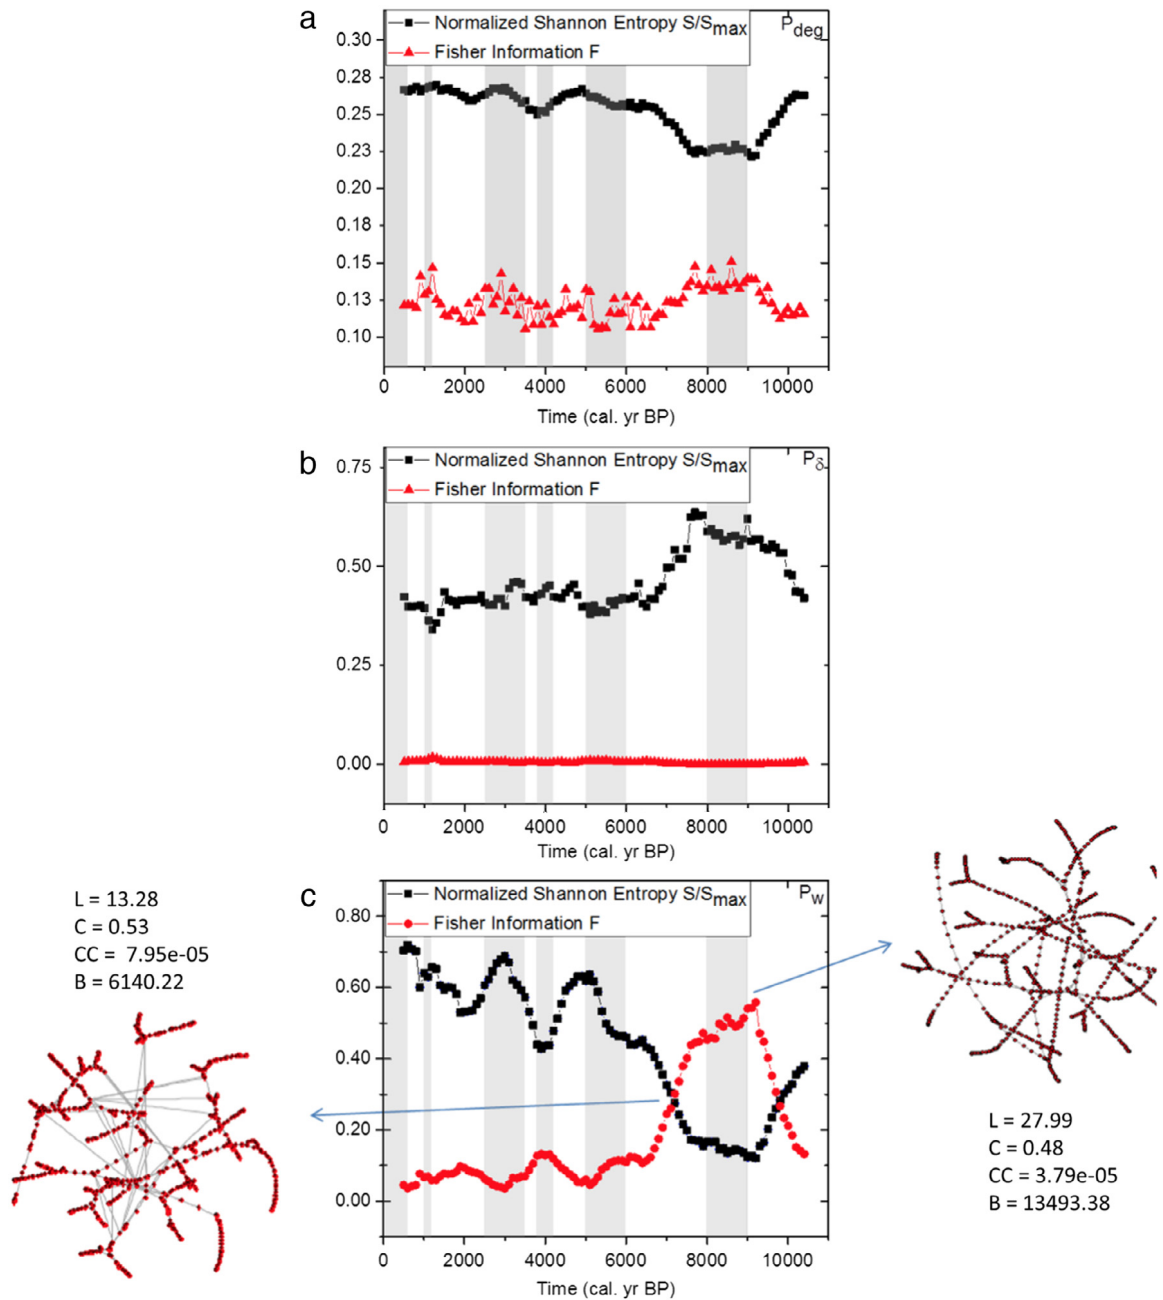 a
Normalized Shannon Entropy S/Smax
Fisher Information F
Pdeg
0.30
0.28
0.25
0.23
0.20
0.18
0.15
0.13
0.10
0 2000 4000 6000 8000 10000
Time (cal. yr BP)
b
Normalized Shannon Entropy S/Smax
Fisher Information F
Pδ
0.75
0.50
0.25
0.00
0 2000 4000 6000 8000 10000
Time (cal. yr BP)
c
Normalized Shannon Entropy S/Smax
Fisher Information F
Pw
0.80
0.60
0.40
0.20
0.00
0 2000 4000 6000 8000 10000
Time (cal. yr BP)
L = 13.28
C = 0.53
CC = 7.95e-05
B = 6140.22
L = 27.99
C = 0.48
CC = 3.79e-05
B = 13493.38